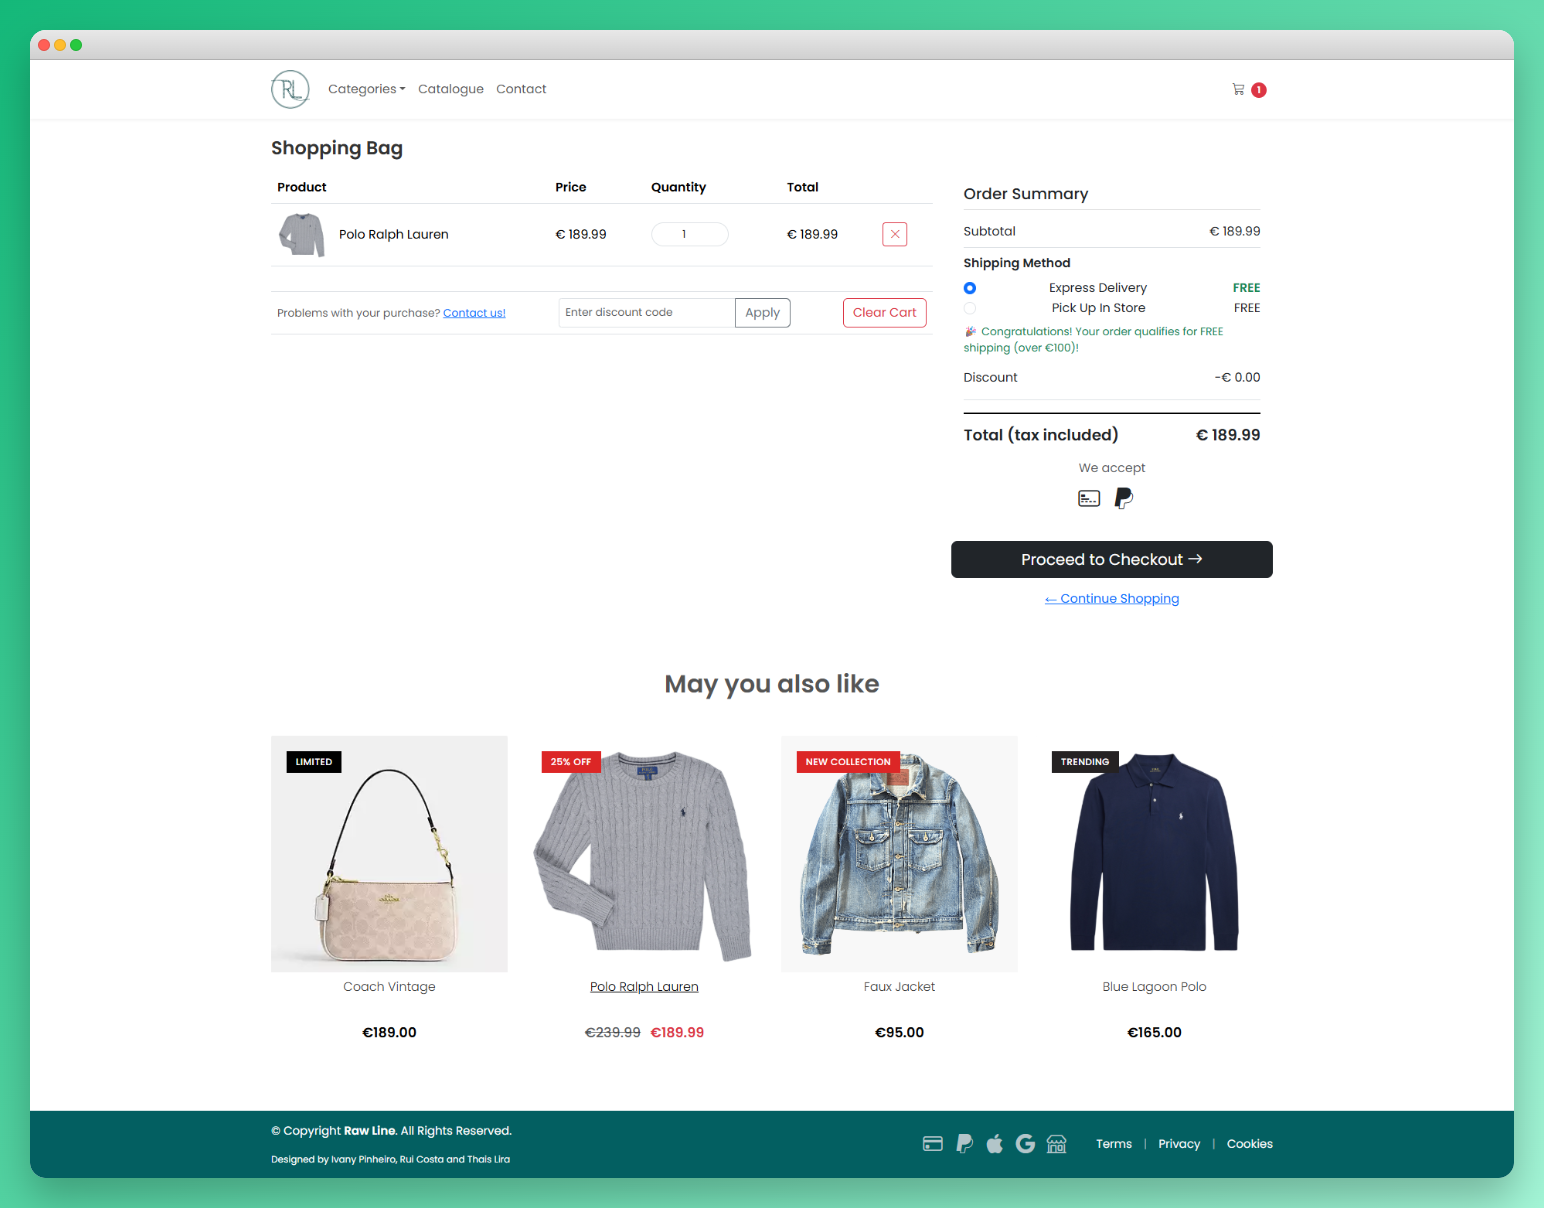 RL
Categories
Catalogue
Contact
1
Shopping Bag
Product
Price
Quantity
Total
Polo Ralph Lauren
€ 189.99
1
€ 189.99
Problems with your purchase? Contact us!
Enter discount code
Apply
Clear Cart
Order Summary
Subtotal
€ 189.99
Shipping Method
Express Delivery
FREE
Pick Up In Store
FREE
🎉 Congratulations! Your order qualifies for FREE
shipping (over €100)!
Discount
-€ 0.00
Total (tax included)
€ 189.99
We accept
Proceed to Checkout →
← Continue Shopping
May you also like
LIMITED
25% OFF
NEW COLLECTION
TRENDING
Coach Vintage
Polo Ralph Lauren
Faux Jacket
Blue Lagoon Polo
€189.00
€239.99 €189.99
€95.00
€165.00
© Copyright Raw Line. All Rights Reserved.
Designed by Ivany Pinheiro, Rui Costa and Thais Lira
Terms | Privacy | Cookies